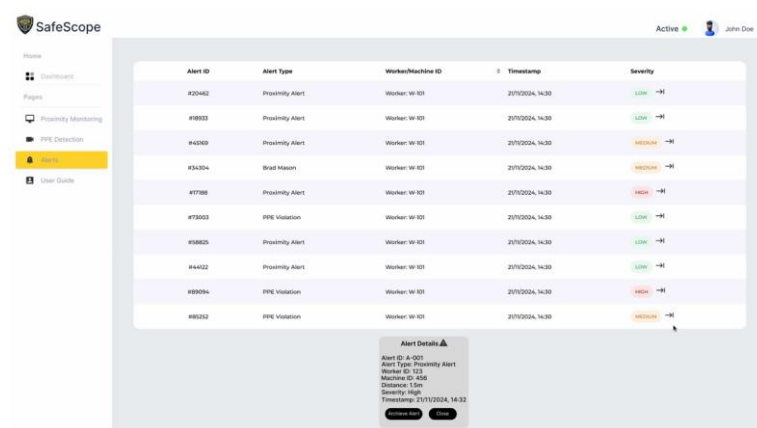 SafeScope
Active
John Doe
Home
Dashboard
Pages
Proximity Monitoring
PPE Detection
Alerts
User Guide
Alert ID Alert Type Worker/Machine ID Timestamp Severity
#20462 Proximity Alert Worker: W-101 21/11/2024, 14:30 LOW
#18933 Proximity Alert Worker: W-101 21/11/2024, 14:30 LOW
#45169 Proximity Alert Worker: W-101 21/11/2024, 14:30 MEDIUM
#34304 Brad Mason Worker: W-101 21/11/2024, 14:30 MEDIUM
#17188 Proximity Alert Worker: W-101 21/11/2024, 14:30 HIGH
#73003 PPE Violation Worker: W-101 21/11/2024, 14:30 LOW
#58825 Proximity Alert Worker: W-101 21/11/2024, 14:30 LOW
#44122 Proximity Alert Worker: W-101 21/11/2024, 14:30 LOW
#89094 PPE Violation Worker: W-101 21/11/2024, 14:30 HIGH
#85252 PPE Violation Worker: W-101 21/11/2024, 14:30 MEDIUM
Alert Details
Alert ID: A-001
Alert Type: Proximity Alert
Worker ID: 123
Machine ID: 456
Distance: 1.5m
Severity: High
Timestamp: 21/11/2024, 14:32
Archieve Alert Close